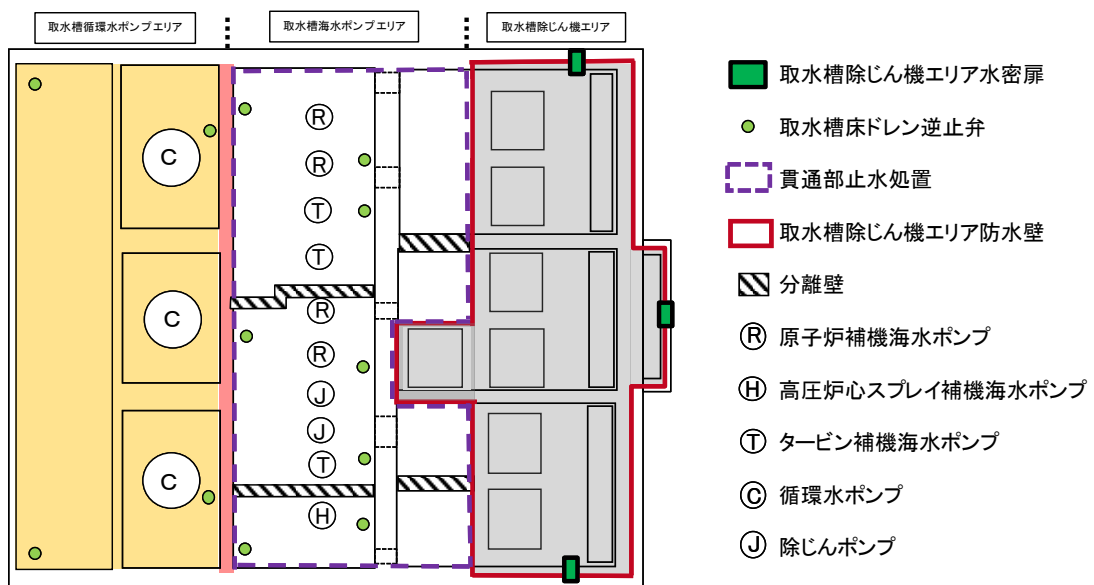 取水槽循環水ポンプエリア
取水槽海水ポンプエリア
取水槽除じん機エリア
C
C
C
R
R
T
T
R
R
J
J
T
H
取水槽除じん機エリア水密扉
取水槽床ドレン逆止弁
貫通部止水処置
取水槽除じん機エリア防水壁
分離壁
R 原子炉補機海水ポンプ
H 高圧炉心スプレイ補機海水ポンプ
T タービン補機海水ポンプ
C 循環水ポンプ
J 除じんポンプ